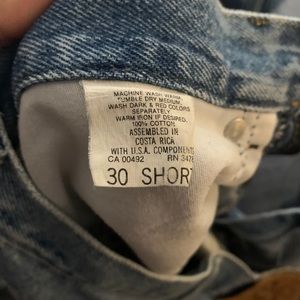 MACHINE WASH WARM
TUMBLE DRY MEDIUM.
WASH DARK & RED COLORS
SEPARATELY.
WARM IRON IF DESIRED.
100% COTTON
ASSEMBLED IN
COSTA RICA
WITH U.S.A. COMPONENTS
CA 00492 RN
30 SHORT